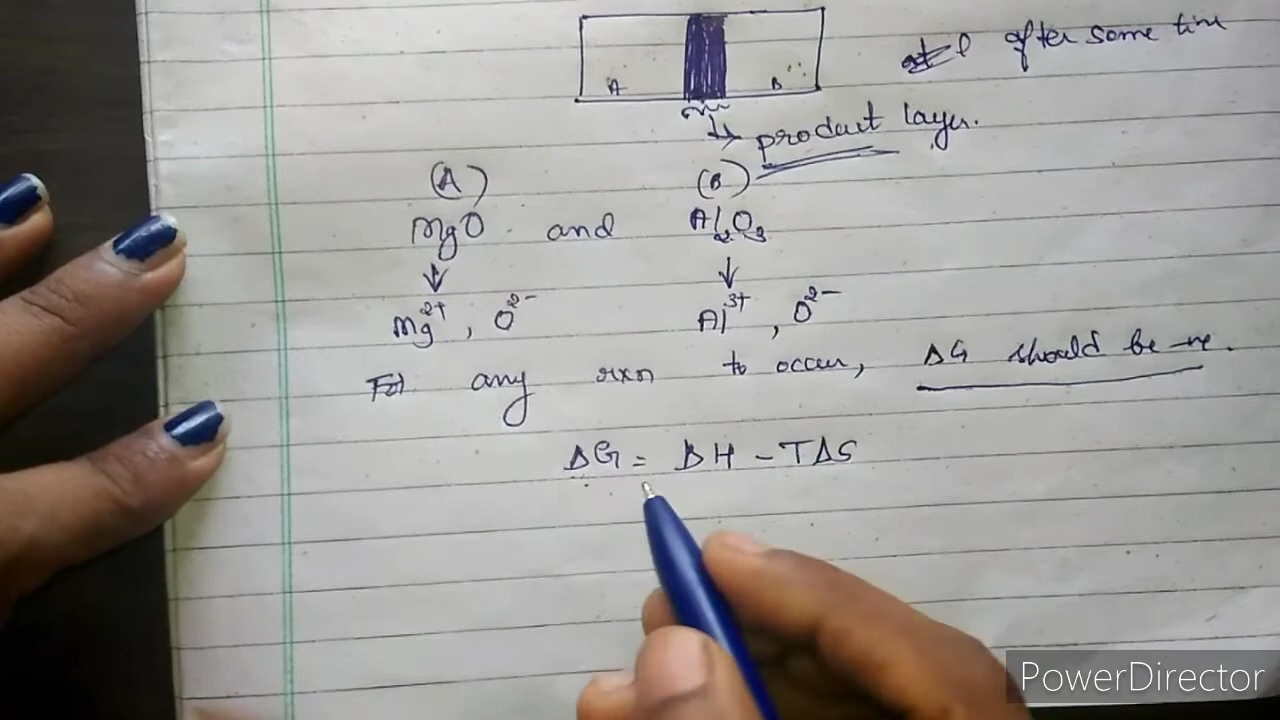 after some time
A B
product layer.
(A) (B)
MgO and Al2O3
↓ ↓
Mg2+, O2- Al3+, O2-
For any rxn to occur, ΔG should be -ve.
ΔG = ΔH - TΔS
PowerDirector